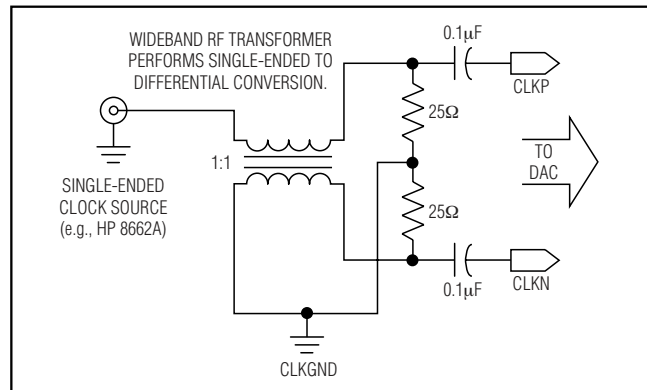 WIDEBAND RF TRANSFORMER
PERFORMS SINGLE-ENDED TO
DIFFERENTIAL CONVERSION.
0.1μF
CLKP
25Ω
1:1
TO
DAC
SINGLE-ENDED
CLOCK SOURCE
(e.g., HP 8662A)
25Ω
0.1μF
CLKN
CLKGND